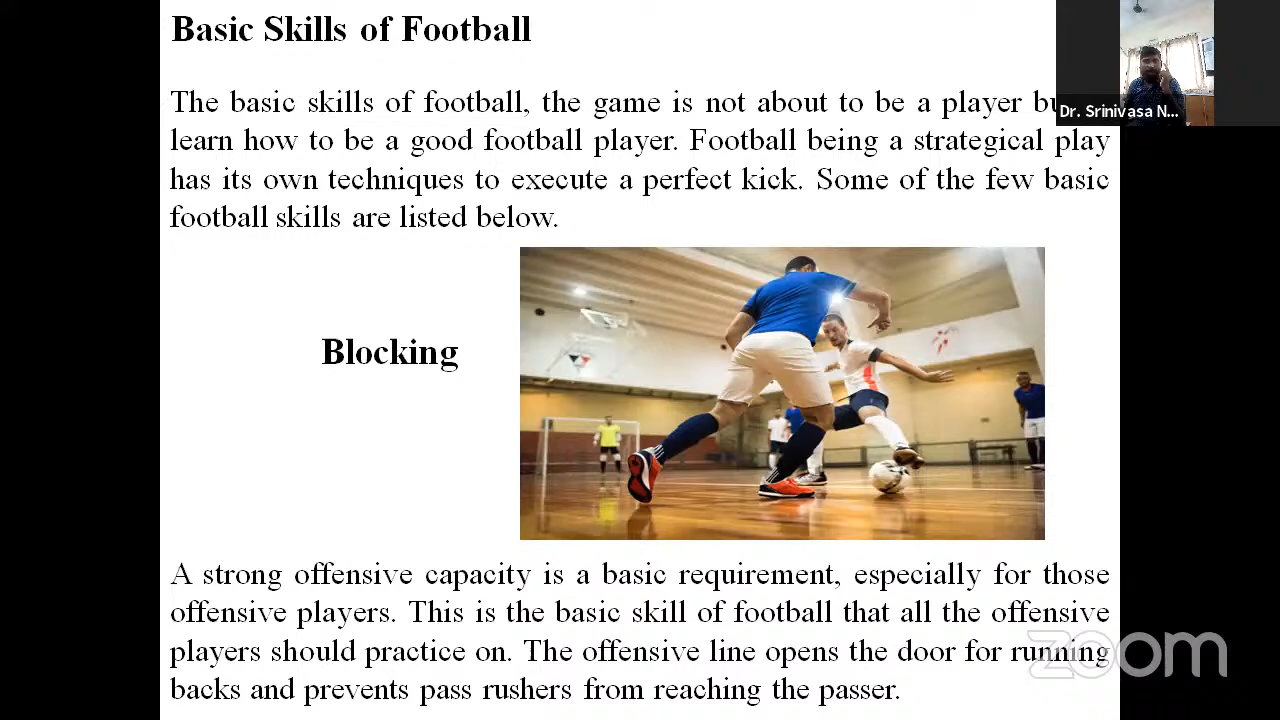 Basic Skills of Football
The basic skills of football, the game is not about to be a player
learn how to be a good football player. Football being a strategical play
has its own techniques to execute a perfect kick. Some of the few basic
football skills are listed below.
Blocking
A strong offensive capacity is a basic requirement, especially for those
offensive players. This is the basic skill of football that all the offensive
players should practice on. The offensive line opens the door for running
backs and prevents pass rushers from reaching the passer.
Dr. Srinivasa N...
zoom